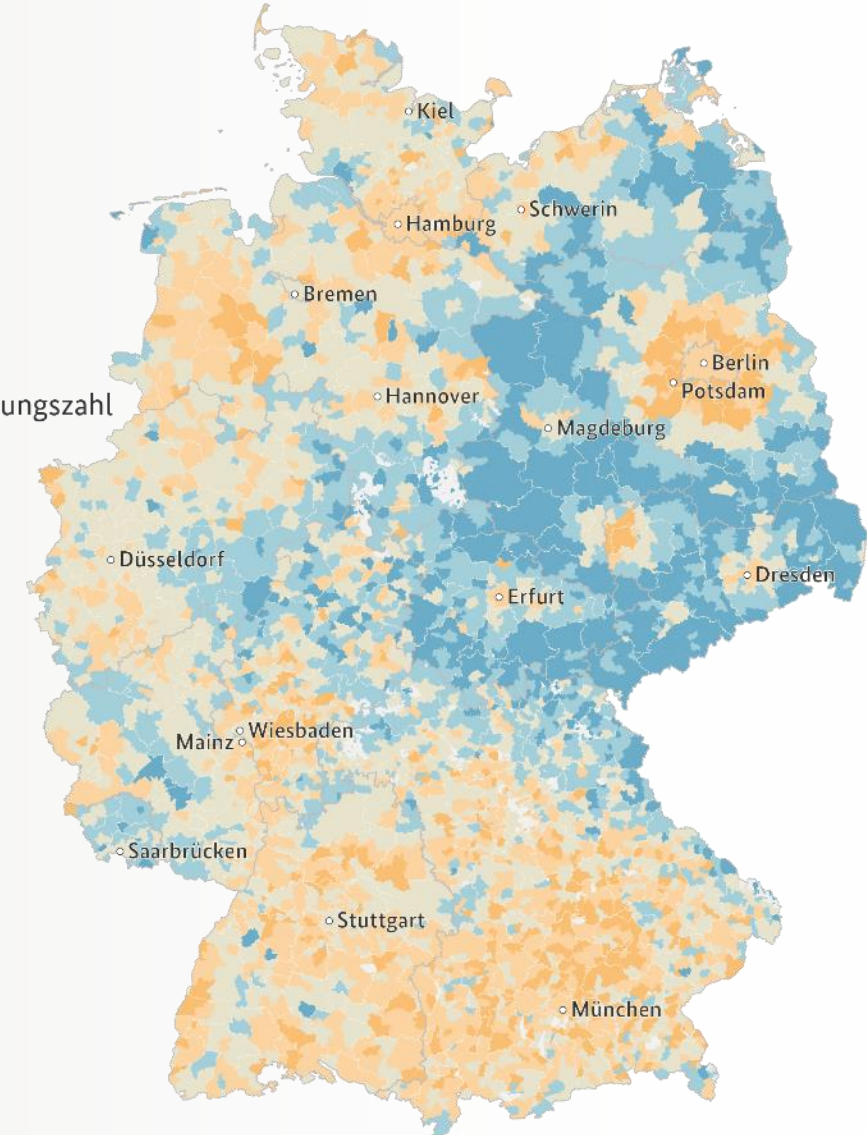 Kiel
Schwerin
Hamburg
Bremen
Berlin
Potsdam
Hannover
ungszahl
Magdeburg
Düsseldorf
Dresden
Erfurt
Wiesbaden
Mainz
Saarbrücken
Stuttgart
München